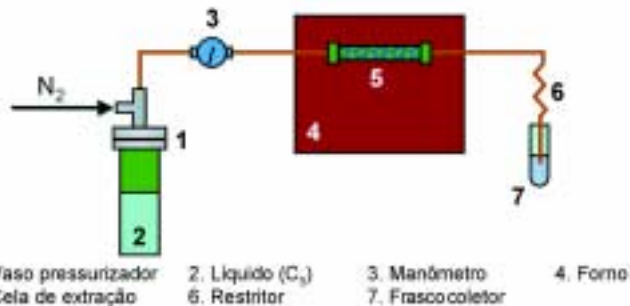 3
N₂
5
6
1
4
7
2
Vaso pressurizador 2. Líquido (C₅) 3. Manômetro 4. Forno
Cela de extração 6. Restritor 7. Frasco coletor